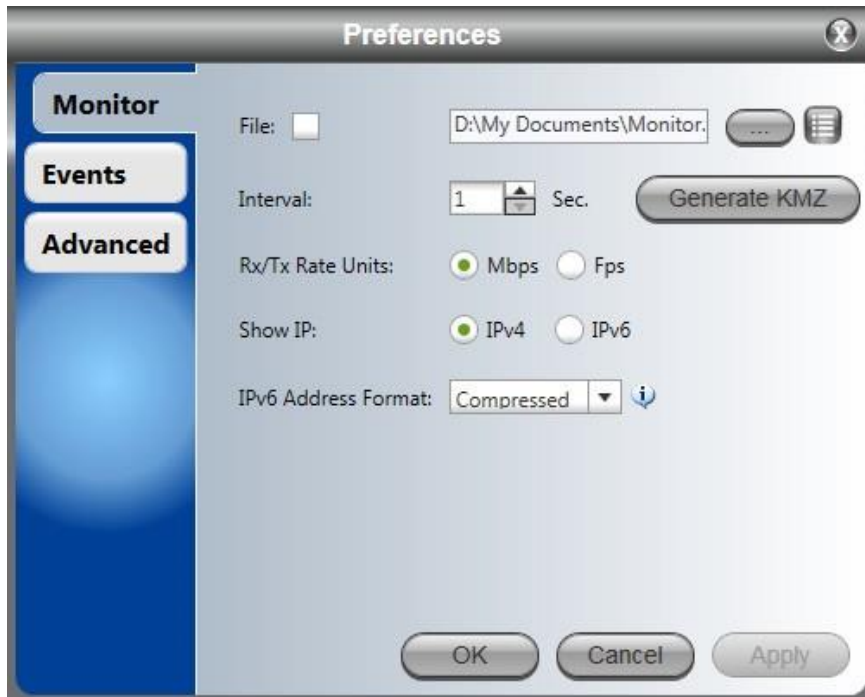 Preferences
Monitor
Events
Advanced
File:
D:\My Documents\Monitor.
...
Interval:
1
Sec.
Generate KMZ
Rx/Tx Rate Units:
Mbps
Fps
Show IP:
IPv4
IPv6
IPv6 Address Format:
Compressed
OK
Cancel
Apply